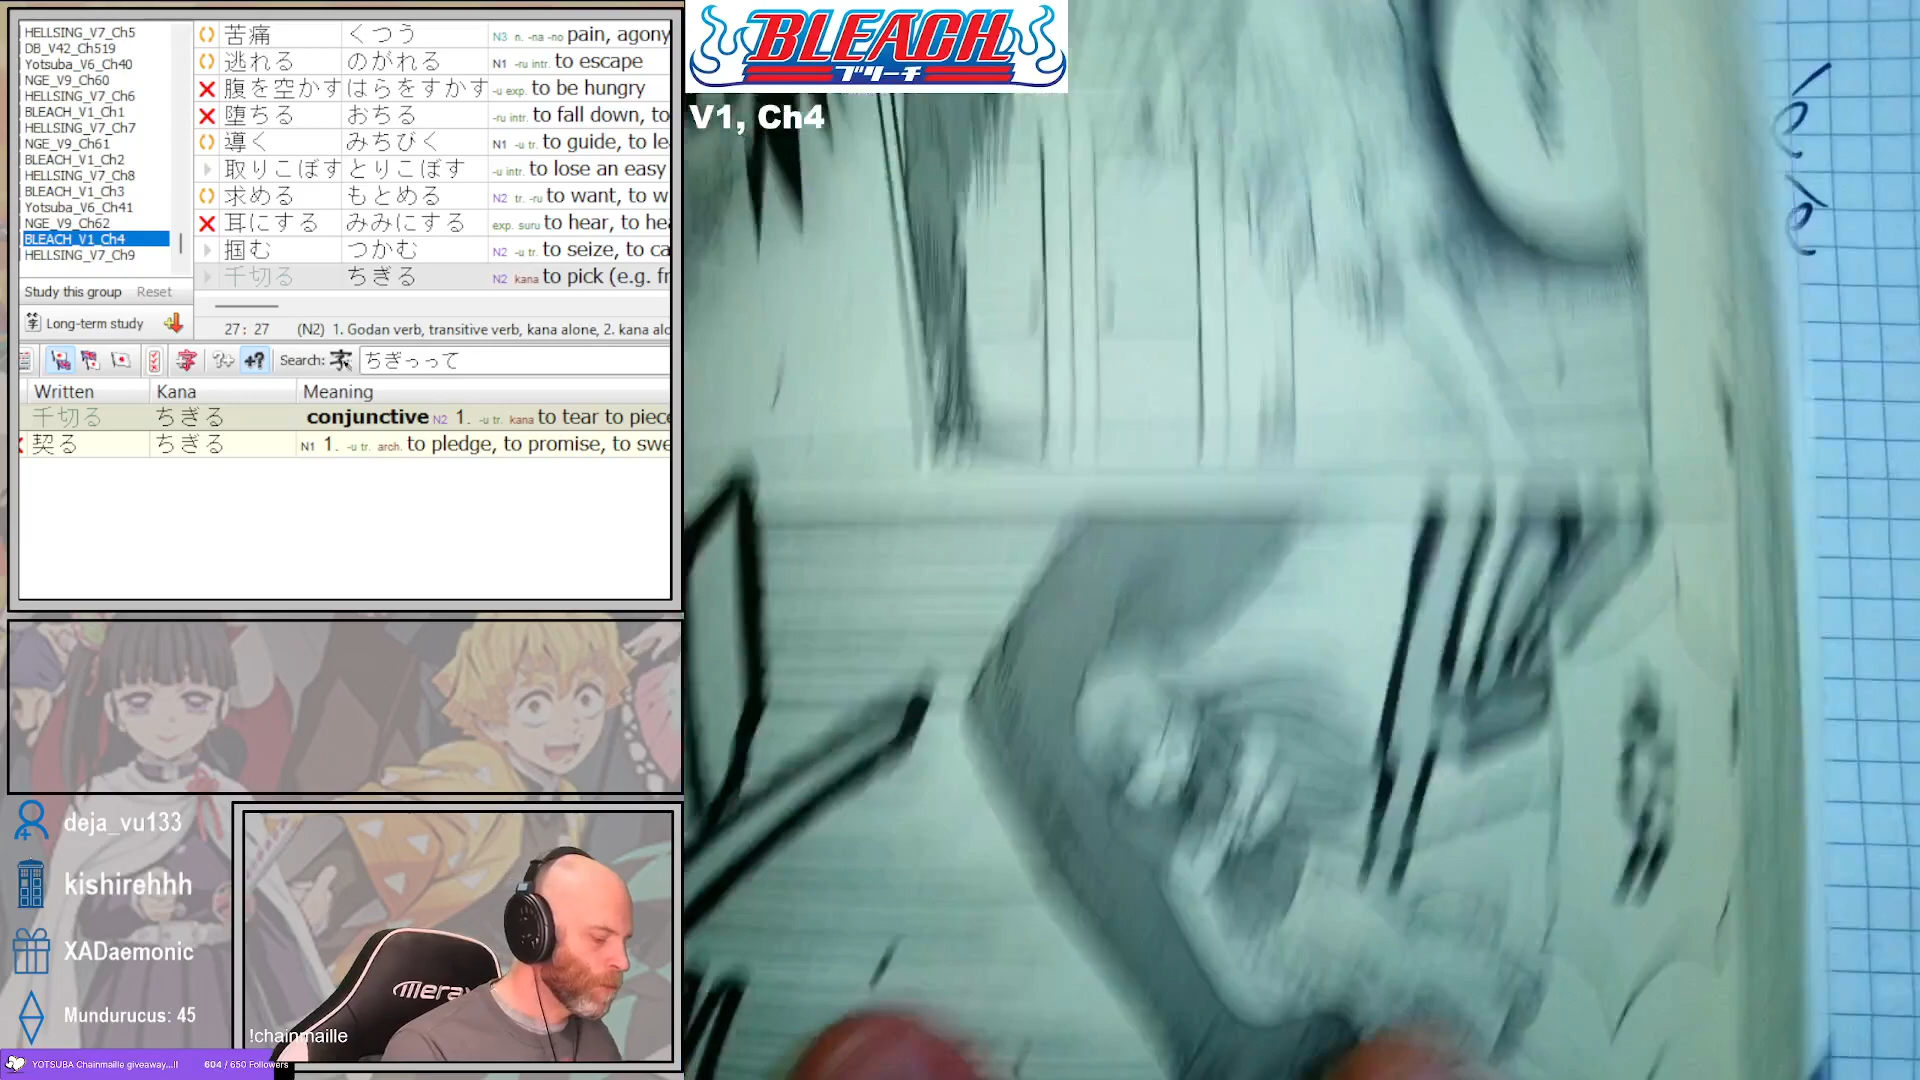 HELLSING_V7_Ch5
DB_V42_Ch519
Yotsuba_V6_Ch40
NGE_V9_Ch60
HELLSING_V7_Ch6
BLEACH_V1_Ch1
HELLSING_V7_Ch7
NGE_V9_Ch61
BLEACH_V1_Ch2
HELLSING_V7_Ch8
BLEACH_V1_Ch3
Yotsuba_V6_Ch41
NGE_V9_Ch62
BLEACH_V1_Ch4
HELLSING_V7_Ch9
Study this group Reset
Long-term study
苦痛 くつう N3 n. -na -no pain, agony
逃れる のがれる N1 -ru intr. to escape
腹を空かす はらをすかす -u exp. to be hungry
堕ちる おちる -ru intr. to fall down, to
導く みちびく N1 -u tr. to guide, to le
取りこぼす とりこぼす -u intr. to lose an easy
求める もとめる N2 tr. -ru to want, to w
耳にする みみにする exp. suru to hear, to hea
掴む つかむ N2 -u tr. to seize, to ca
千切る ちぎる N2 kana to pick (e.g. fr
27: 27 (N2) 1. Godan verb, transitive verb, kana alone, 2. kana alo
Search: ちぎっって
Written Kana Meaning
千切る ちぎる conjunctive N2 1. -u tr. kana to tear to piece
契る ちぎる N1 1. -u tr. arch. to pledge, to promise, to swe
BLEACH
ブリーチ
V1, Ch4
deja_vu133
kishirehhh
XADaemonic
Mundurucus: 45
!chainmaille
YOTSUBA Chainmaille giveaway...!! 604 / 650 Followers